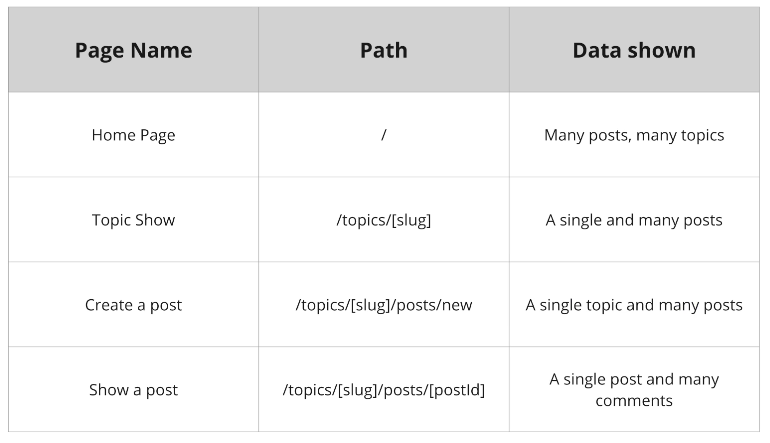 Page Name
Path
Data shown
Home Page
/
Many posts, many topics
Topic Show
/topics/[slug]
A single and many posts
Create a post
/topics/[slug]/posts/new
A single topic and many posts
Show a post
/topics/[slug]/posts/[postId]
A single post and many
comments